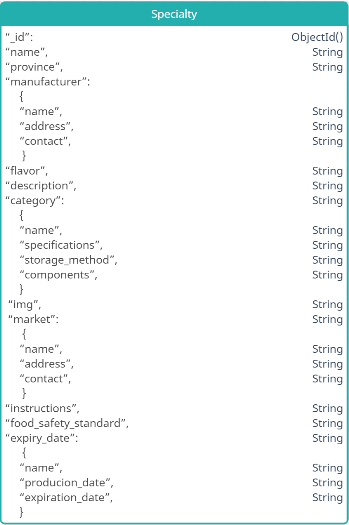 Specialty
“_id”: ObjectId()
“name”, String
“province”, String
“manufacturer”:
{
“name”, String
“address”, String
“contact”, String
}
“flavor”, String
“description”, String
“category”: String
{
“name”, String
“specifications”, String
“storage_method”, String
“components”, String
}
“img”, String
“market”: String
{
“name”, String
“address”, String
“contact”, String
}
“instructions”, String
“food_safety_standard”, String
“expiry_date”: String
{
“name”, String
“producion_date”, String
“expiration_date”, String
}